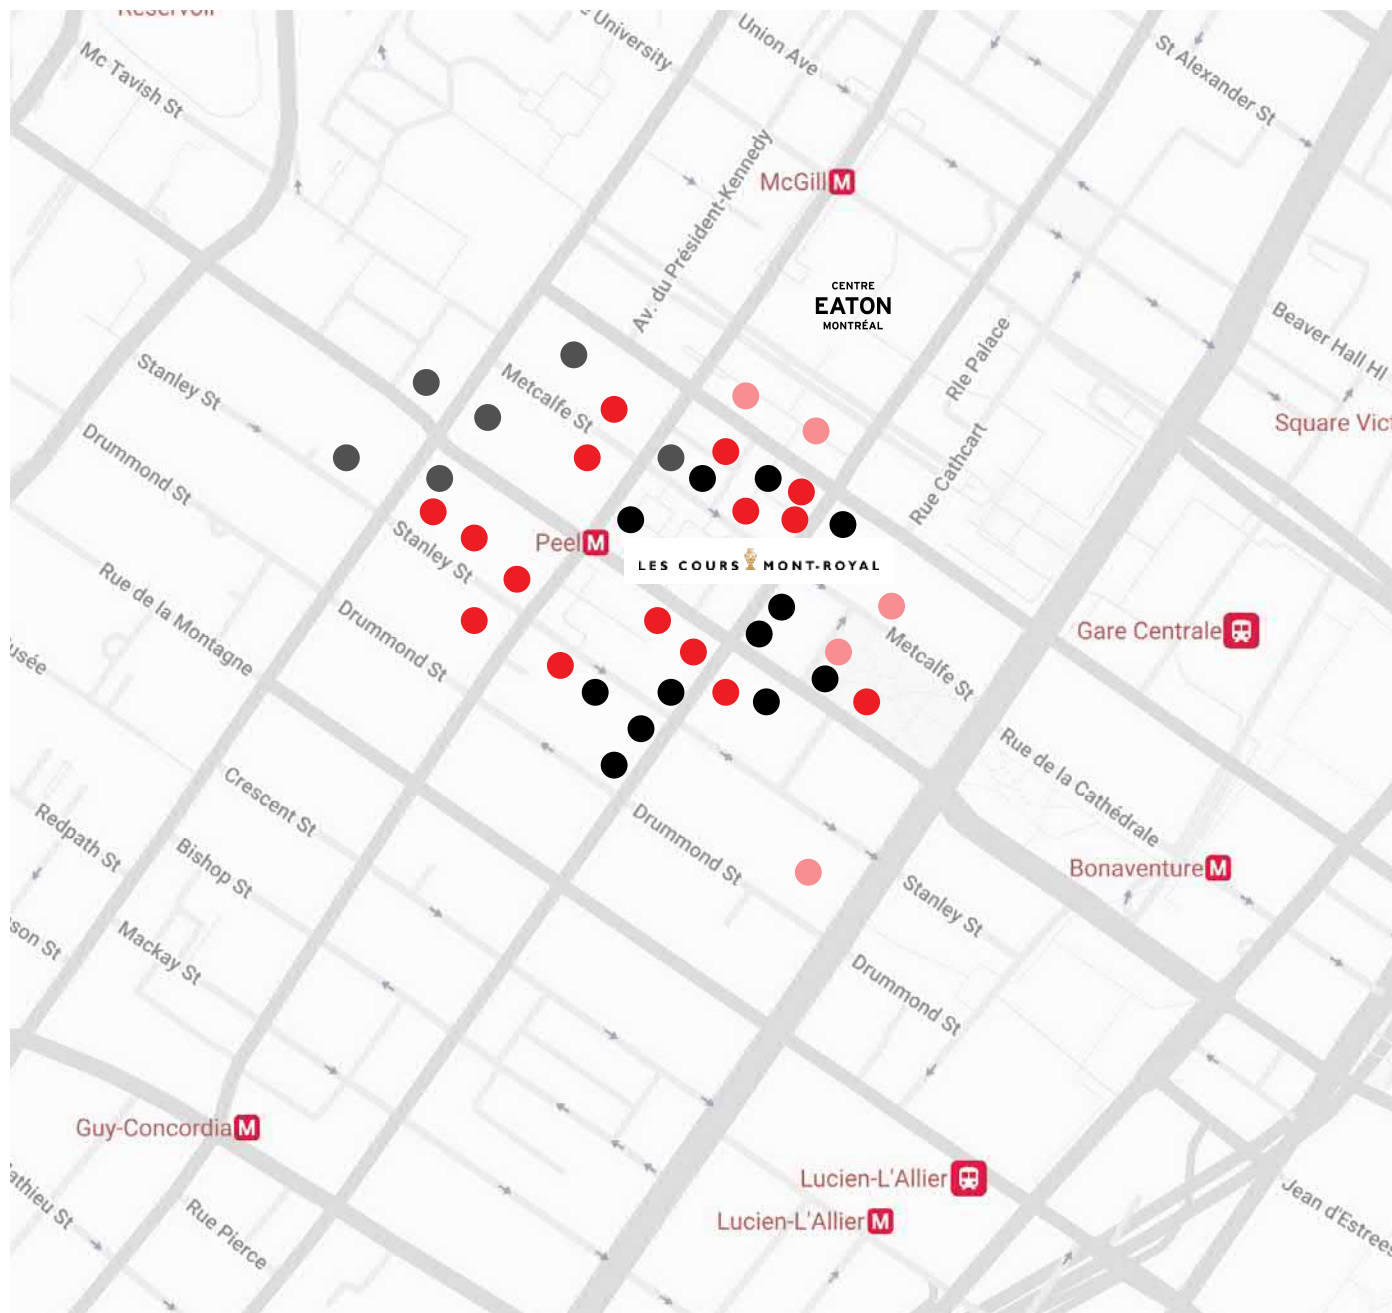 Reservoir
Mc Tavish St
University
Union Ave
St Alexander St
Av. du Président-Kennedy
McGill M
CENTRE
EATON
MONTRÉAL
Beaver Hall Hl
Rle Palace
Stanley St
Metcalfe St
Drummond St
Rue Cathcart
Stanley St
Peel M
LES COURS MONT-ROYAL
Rue de la Montagne
Drummond St
Metcalfe St
Gare Centrale
Rue de la Cathédrale
Crescent St
Redpath St
Bishop St
Drummond St
Bonaventure M
Stanley St
Mackay St
Drummond St
Guy-Concordia M
Lucien-L'Allier
Lucien-L'Allier M
Rue Pierce
Jean d'Estrees